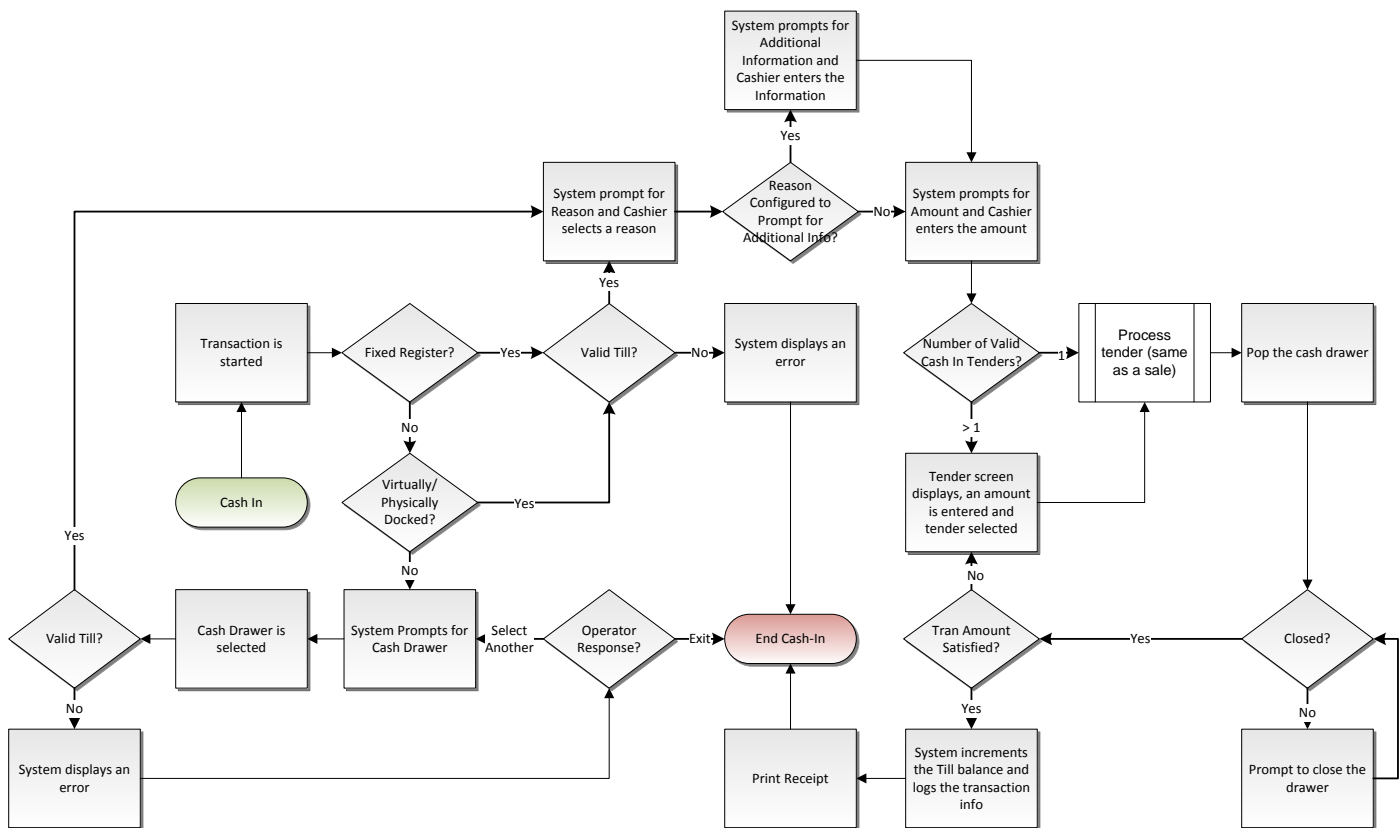 System prompts for
Additional
Information and
Cashier enters the
Information
Yes
System prompt for
Reason and Cashier
selects a reason
Reason
Configured to
Prompt for
Additional Info?
No
System prompts for
Amount and Cashier
enters the amount
Yes
Transaction is
started
Fixed Register?
Yes
Valid Till?
No
System displays an
error
Number of Valid
Cash In Tenders?
1
Process
tender (same
as a sale)
Pop the cash drawer
No
> 1
Cash In
Virtually/
Physically
Docked?
Yes
Tender screen
displays, an amount
is entered and
tender selected
Yes
No
No
Valid Till?
Cash Drawer is
selected
System Prompts for
Cash Drawer
Select
Another
Operator
Response?
Exit
End Cash-In
Tran Amount
Satisfied?
Yes
Closed?
No
Yes
No
System displays an
error
Print Receipt
System increments
the Till balance and
logs the transaction
info
Prompt to close the
drawer